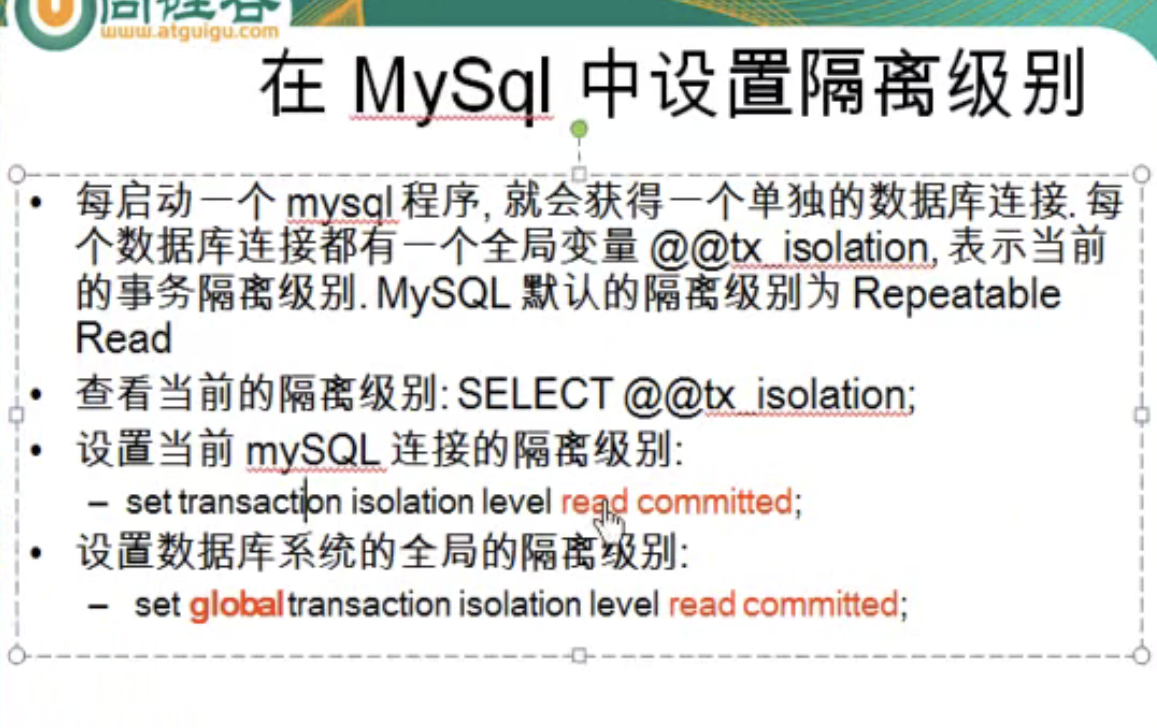 www.atguigu.com
在 MySql 中设置隔离级别
• 每启动一个 mysql 程序, 就会获得一个单独的数据库连接. 每
个数据库连接都有一个全局变量 @@tx_isolation, 表示当前
的事务隔离级别. MySQL 默认的隔离级别为 Repeatable
Read
• 查看当前的隔离级别: SELECT @@tx_isolation;
• 设置当前 mySQL 连接的隔离级别:
– set transaction isolation level read committed;
• 设置数据库系统的全局的隔离级别:
– set global transaction isolation level read committed;